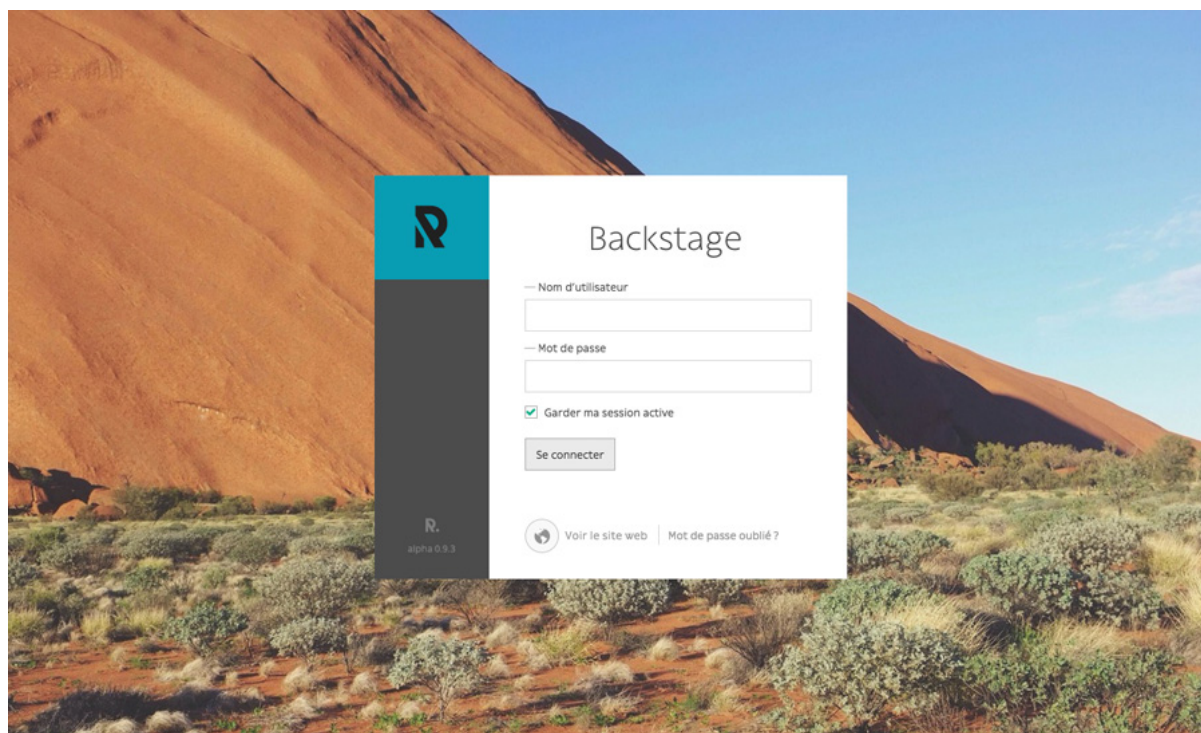 Backstage
Nom d'utilisateur
Mot de passe
Garder ma session active
Se connecter
R.
alpha 0.9.3
Voir le site web
Mot de passe oublié ?